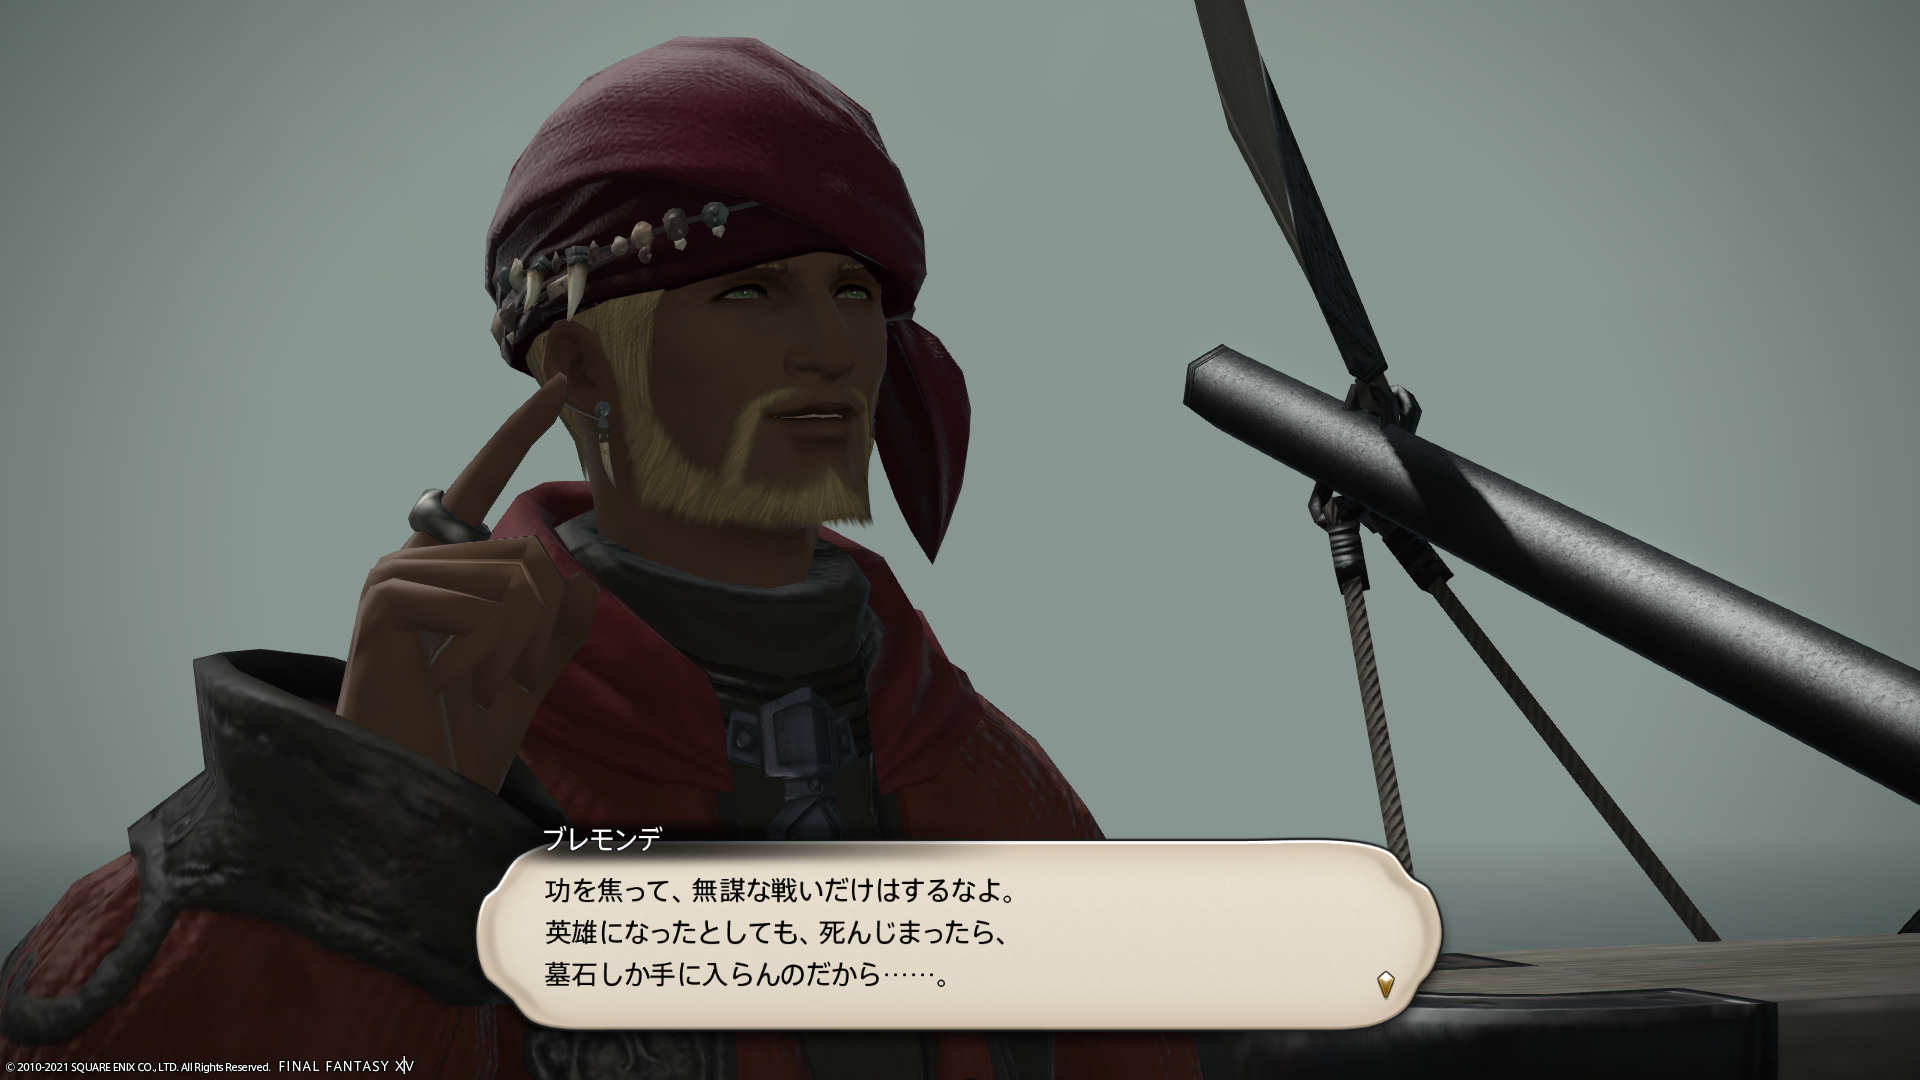 ブレモンデ
功を焦って、無謀な戦いだけはするなよ。
英雄になったとしても、死んじまったら、
墓石しか手に入らんのだから……。
© 2010-2021 SQUARE ENIX CO., LTD. All Rights Reserved. FINAL FANTASY XIV